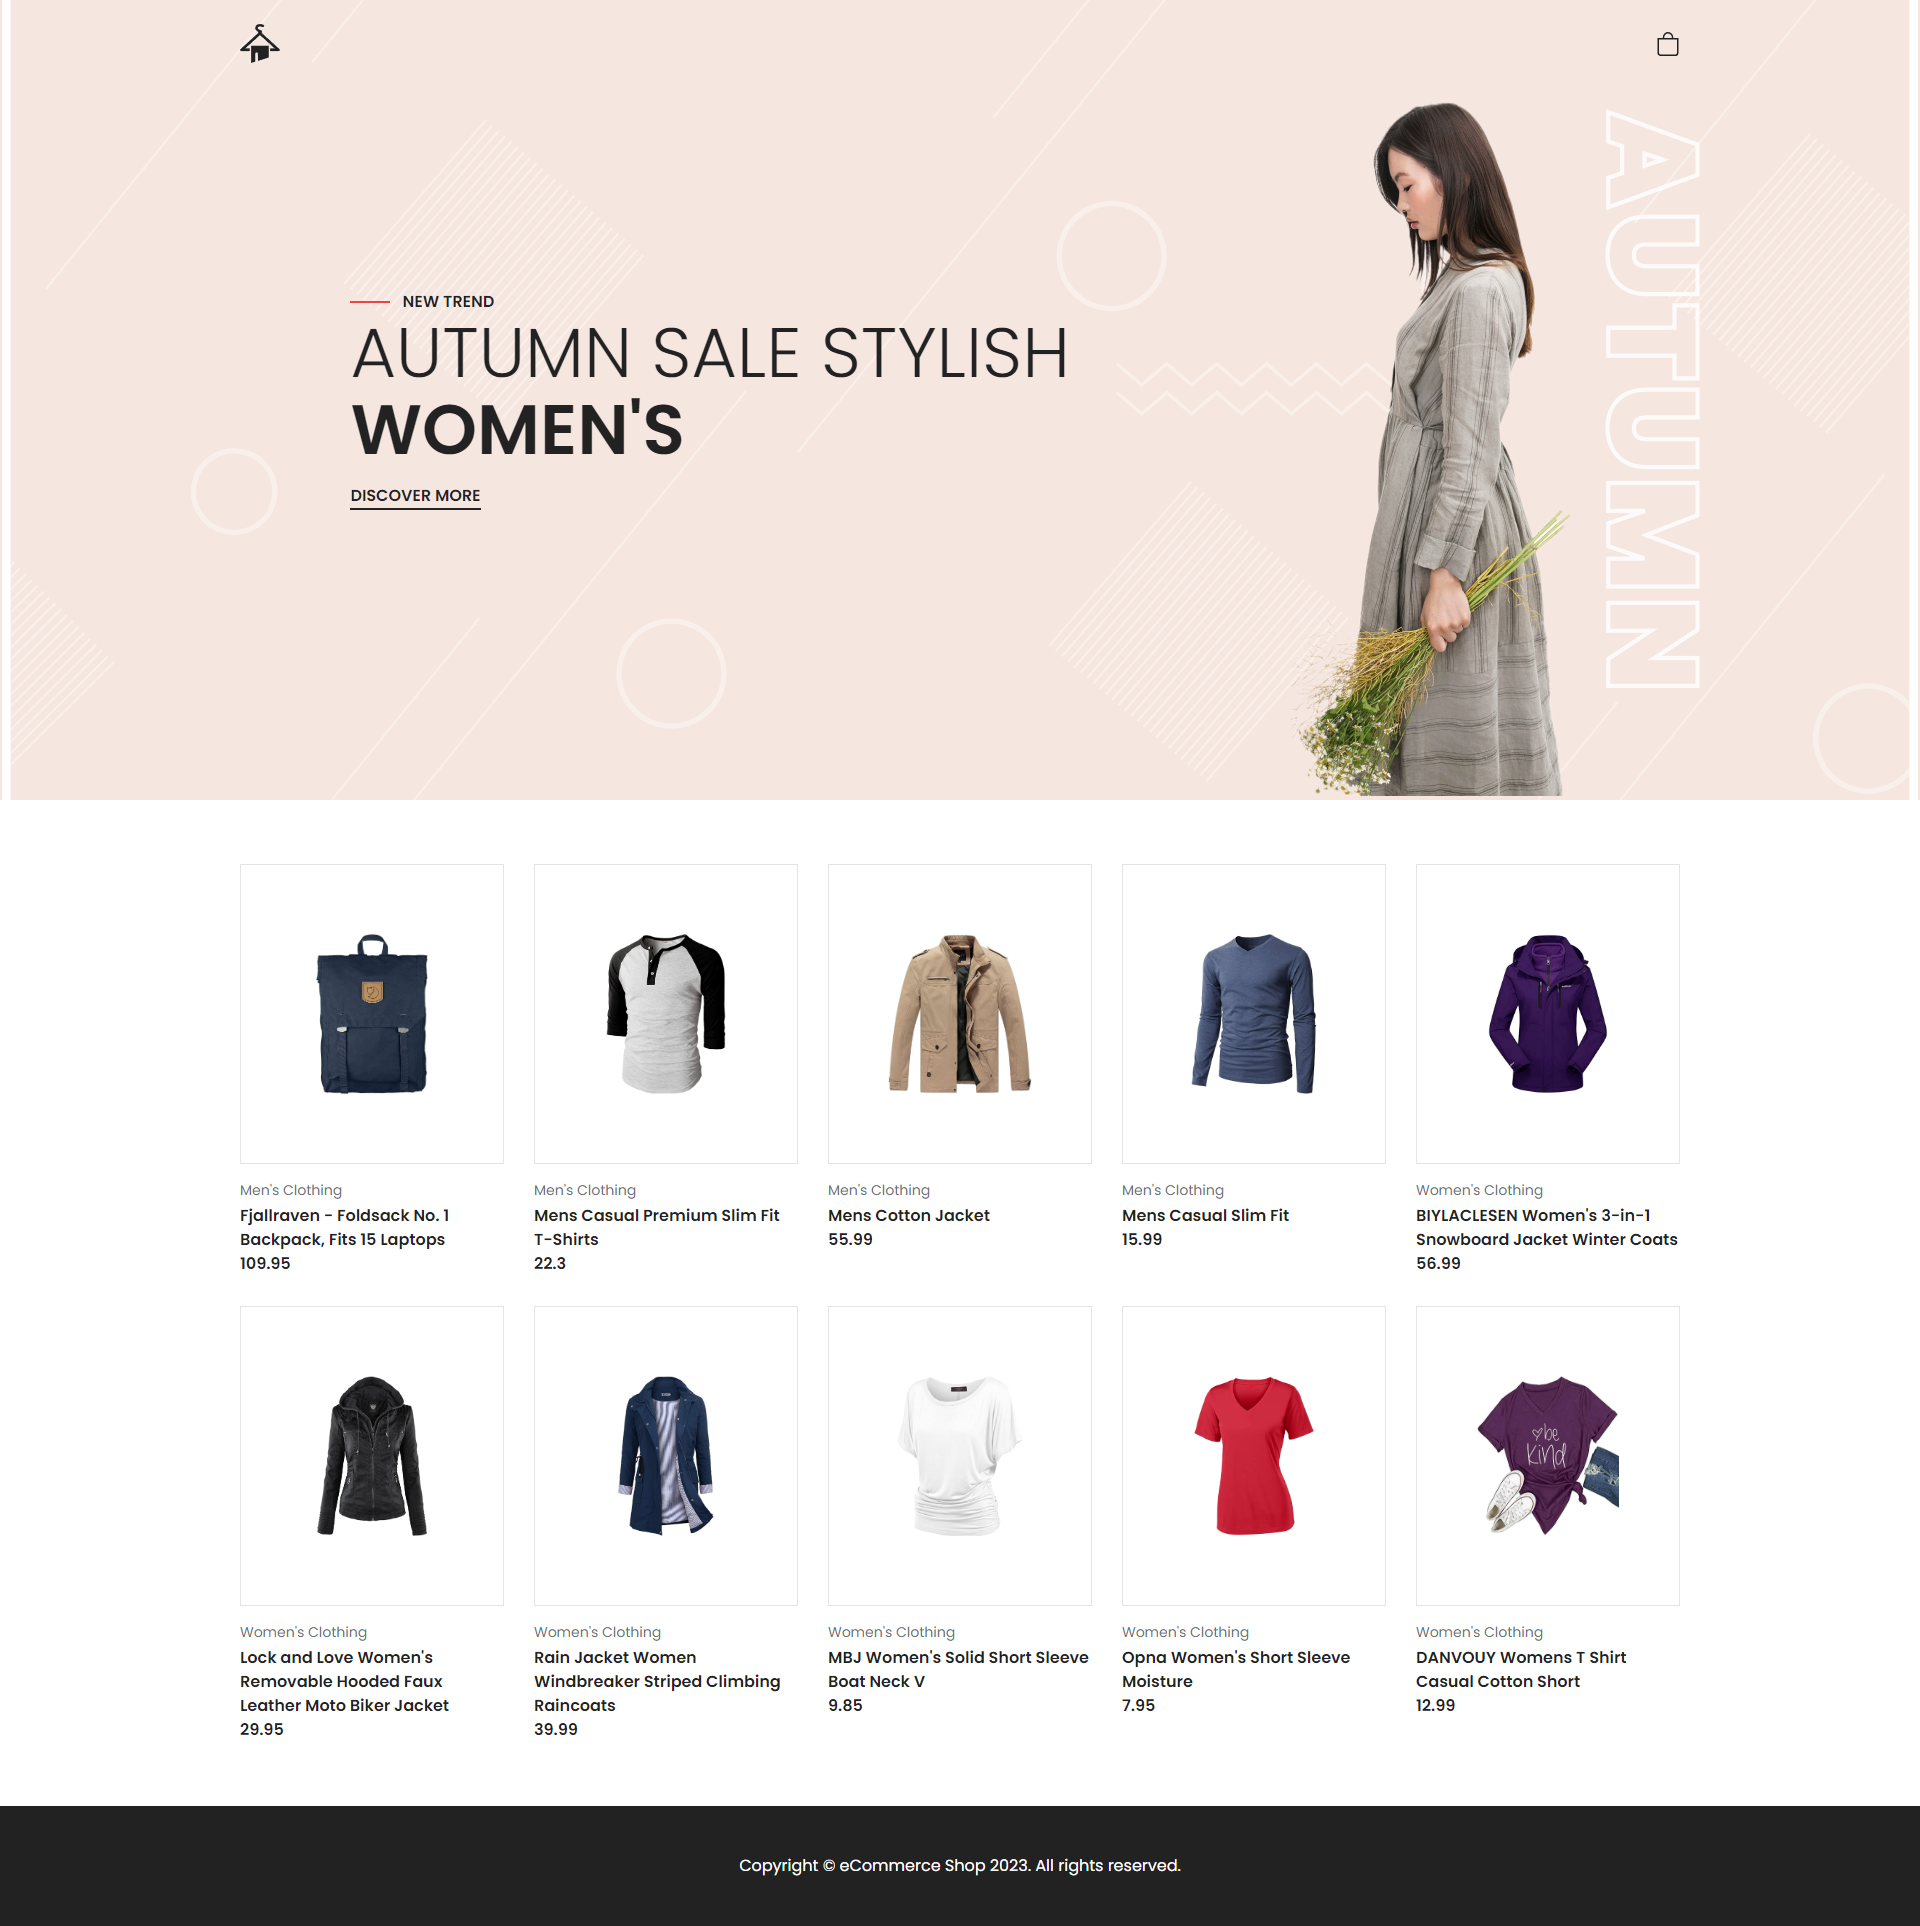 NEW TREND
AUTUMN SALE STYLISH
WOMEN'S
DISCOVER MORE
AUTUMN
Men's Clothing
Fjallraven - Foldsack No. 1
Backpack, Fits 15 Laptops
109.95
Men's Clothing
Mens Casual Premium Slim Fit
T-Shirts
22.3
Men's Clothing
Mens Cotton Jacket
55.99
Men's Clothing
Mens Casual Slim Fit
15.99
Women's Clothing
BIYLACLESEN Women's 3-in-1
Snowboard Jacket Winter Coats
56.99
be
kind
Women's Clothing
Lock and Love Women's
Removable Hooded Faux
Leather Moto Biker Jacket
29.95
Women's Clothing
Rain Jacket Women
Windbreaker Striped Climbing
Raincoats
39.99
Women's Clothing
MBJ Women's Solid Short Sleeve
Boat Neck V
9.85
Women's Clothing
Opna Women's Short Sleeve
Moisture
7.95
Women's Clothing
DANVOUY Womens T Shirt
Casual Cotton Short
12.99
Copyright © eCommerce Shop 2023. All rights reserved.